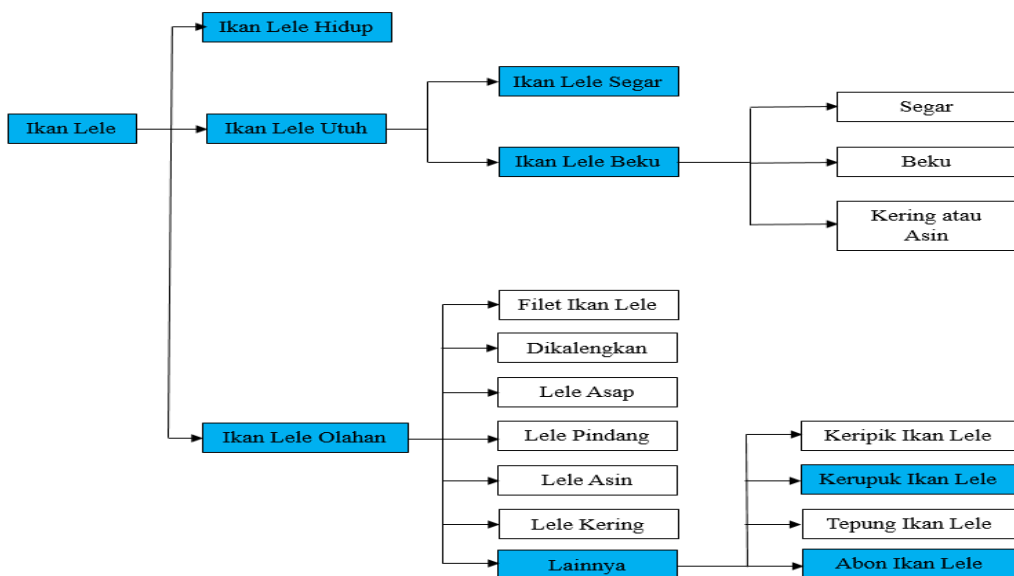 Ikan Lele
Ikan Lele Hidup
Ikan Lele Utuh
Ikan Lele Segar
Ikan Lele Beku
Segar
Beku
Kering atau
Asin
Ikan Lele Olahan
Filet Ikan Lele
Dikalengkan
Lele Asap
Lele Pindang
Lele Asin
Lele Kering
Lainnya
Keripik Ikan Lele
Kerupuk Ikan Lele
Tepung Ikan Lele
Abon Ikan Lele